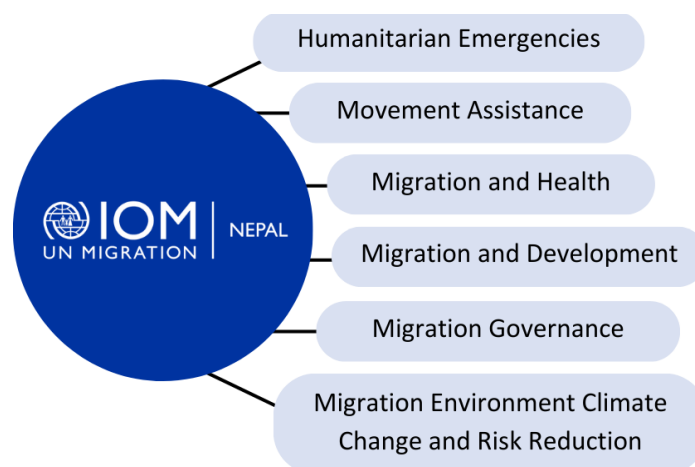 Humanitarian Emergencies
Movement Assistance
Migration and Health
IOM
UN MIGRATION
NEPAL
Migration and Development
Migration Governance
Migration Environment Climate
Change and Risk Reduction